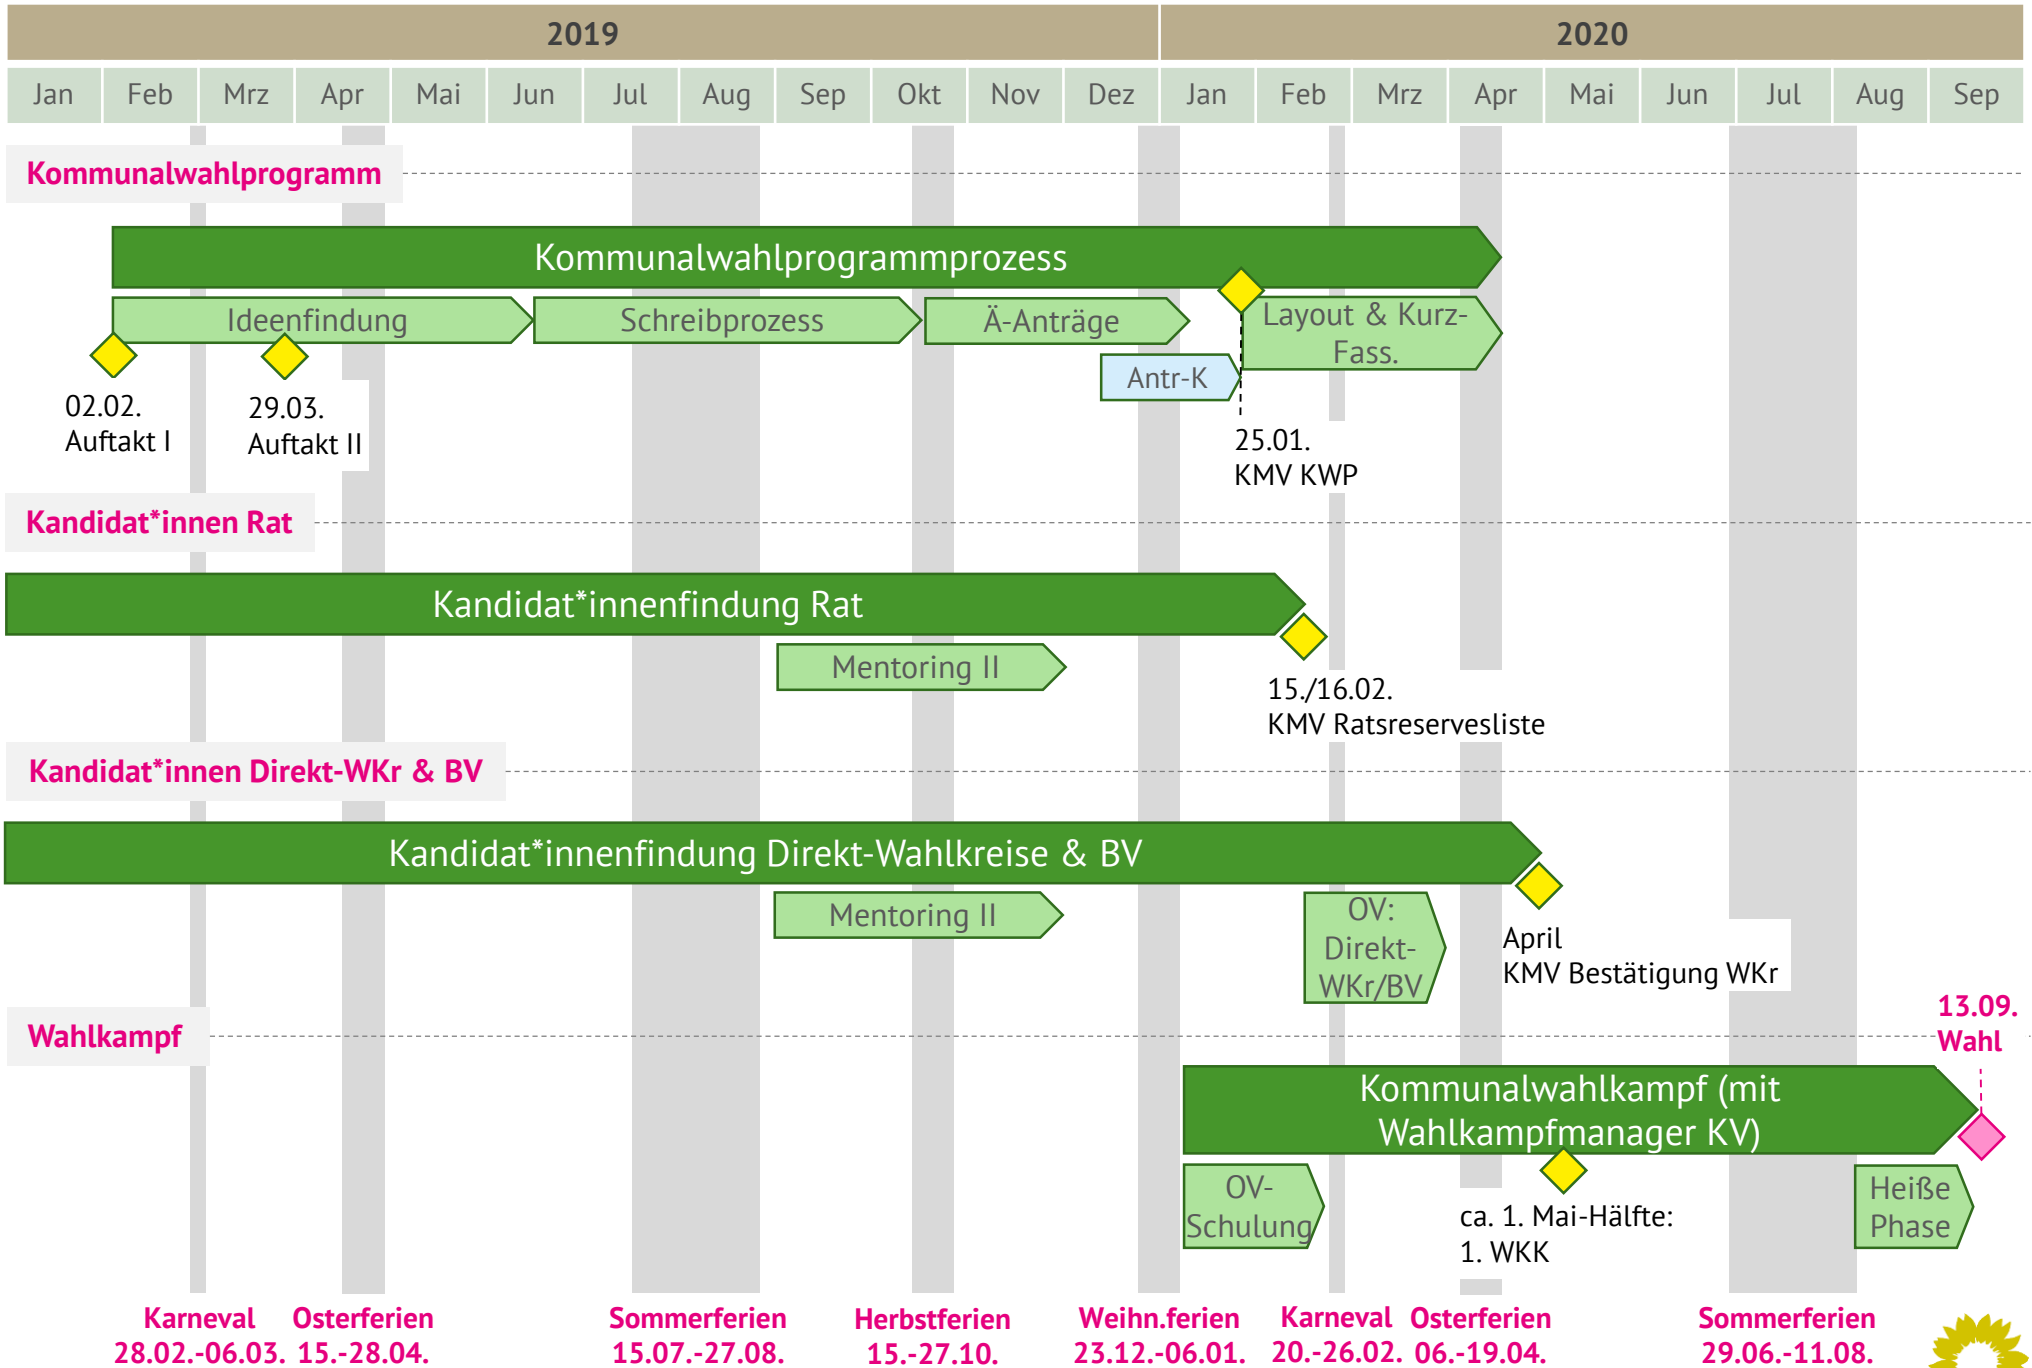 2019
2020
Jan Feb Mrz Apr Mai Jun Jul Aug Sep Okt Nov Dez Jan Feb Mrz Apr Mai Jun Jul Aug Sep
Kommunalwahlprogramm
Kommunalwahlprogrammprozess
Ideenfindung
Schreibprozess
Ä-Anträge
Layout & Kurz-
Fass.
Antr-K
02.02.
Auftakt I
29.03.
Auftakt II
25.01.
KMV KWP
Kandidat*innen Rat
Kandidat*innenfindung Rat
Mentoring II
15./16.02.
KMV Ratsreservesliste
Kandidat*innen Direkt-WKr & BV
Kandidat*innenfindung Direkt-Wahlkreise & BV
Mentoring II
OV:
Direkt-
WKr/BV
April
KMV Bestätigung WKr
Wahlkampf
13.09.
Wahl
Kommunalwahlkampf (mit
Wahlkampfmanager KV)
OV-
Schulung
ca. 1. Mai-Hälfte:
1. WKK
Heiße
Phase
Karneval
28.02.-06.03.
Osterferien
15.-28.04.
Sommerferien
15.07.-27.08.
Herbstferien
15.-27.10.
Weihn.ferien
23.12.-06.01.
Karneval
20.-26.02.
Osterferien
06.-19.04.
Sommerferien
29.06.-11.08.